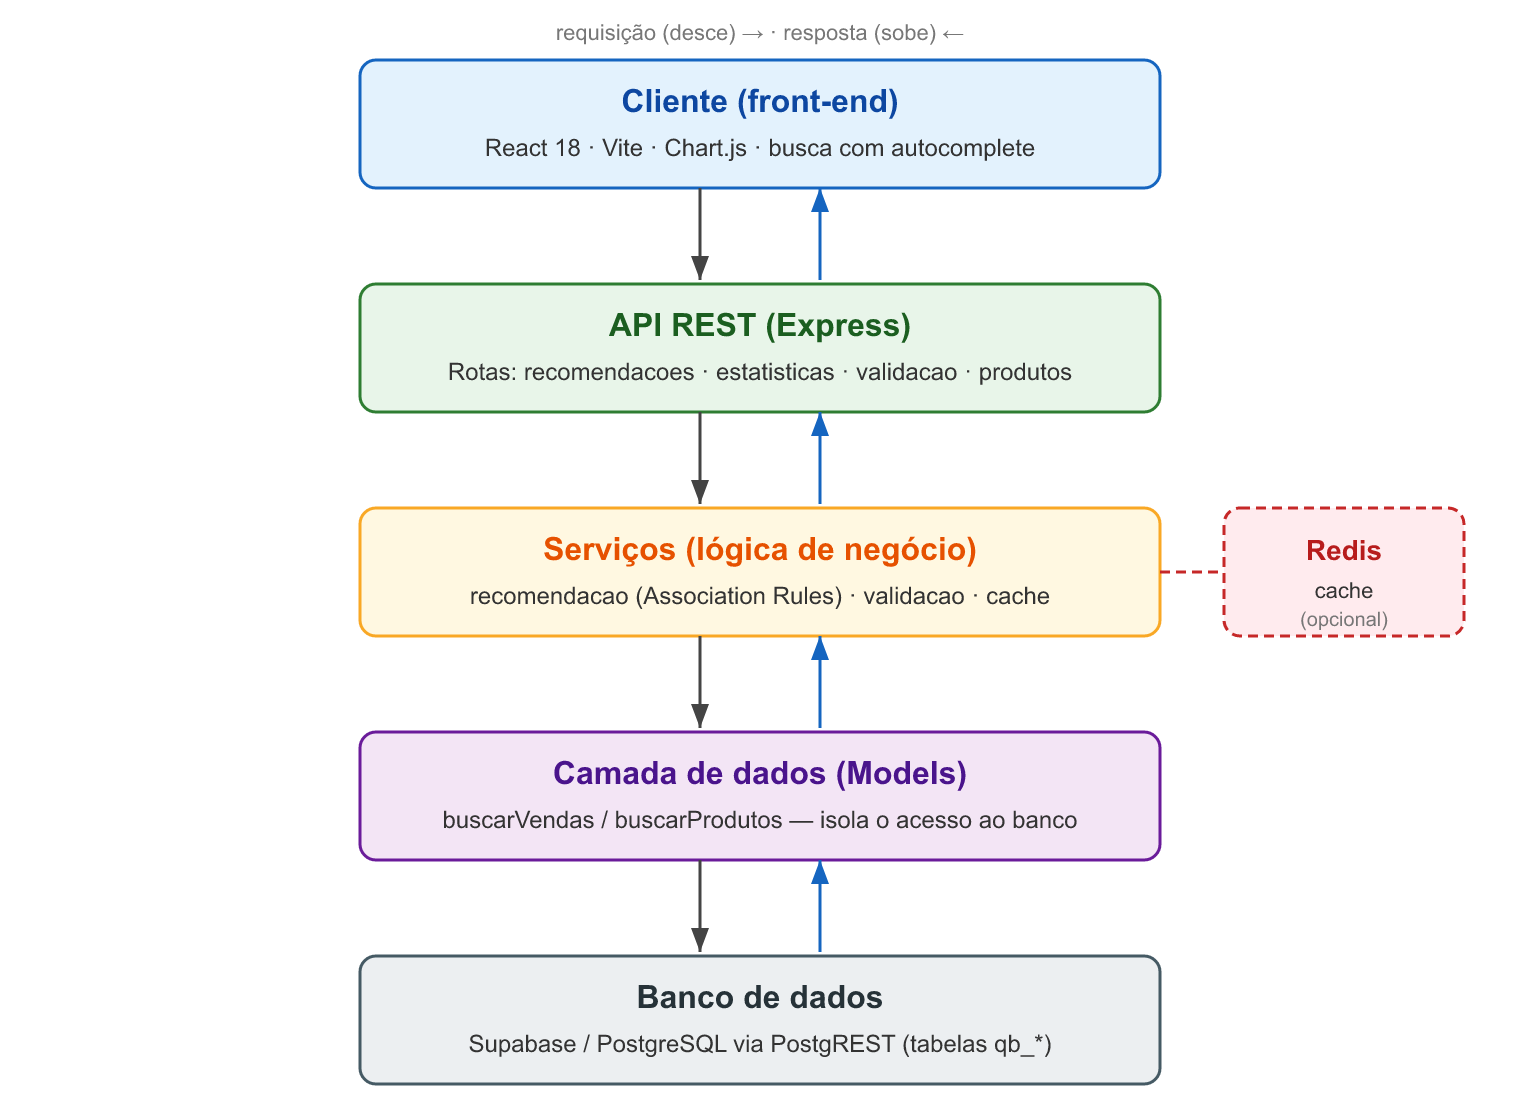 requisição (desce) → · resposta (sobe) ←
Cliente (front-end)
React 18 · Vite · Chart.js · busca com autocomplete
API REST (Express)
Rotas: recomendacoes · estatisticas · validacao · produtos
Serviços (lógica de negócio)
recomendacao (Association Rules) · validacao · cache
Redis
cache
(opcional)
Camada de dados (Models)
buscarVendas / buscarProdutos — isola o acesso ao banco
Banco de dados
Supabase / PostgreSQL via PostgREST (tabelas qb_*)